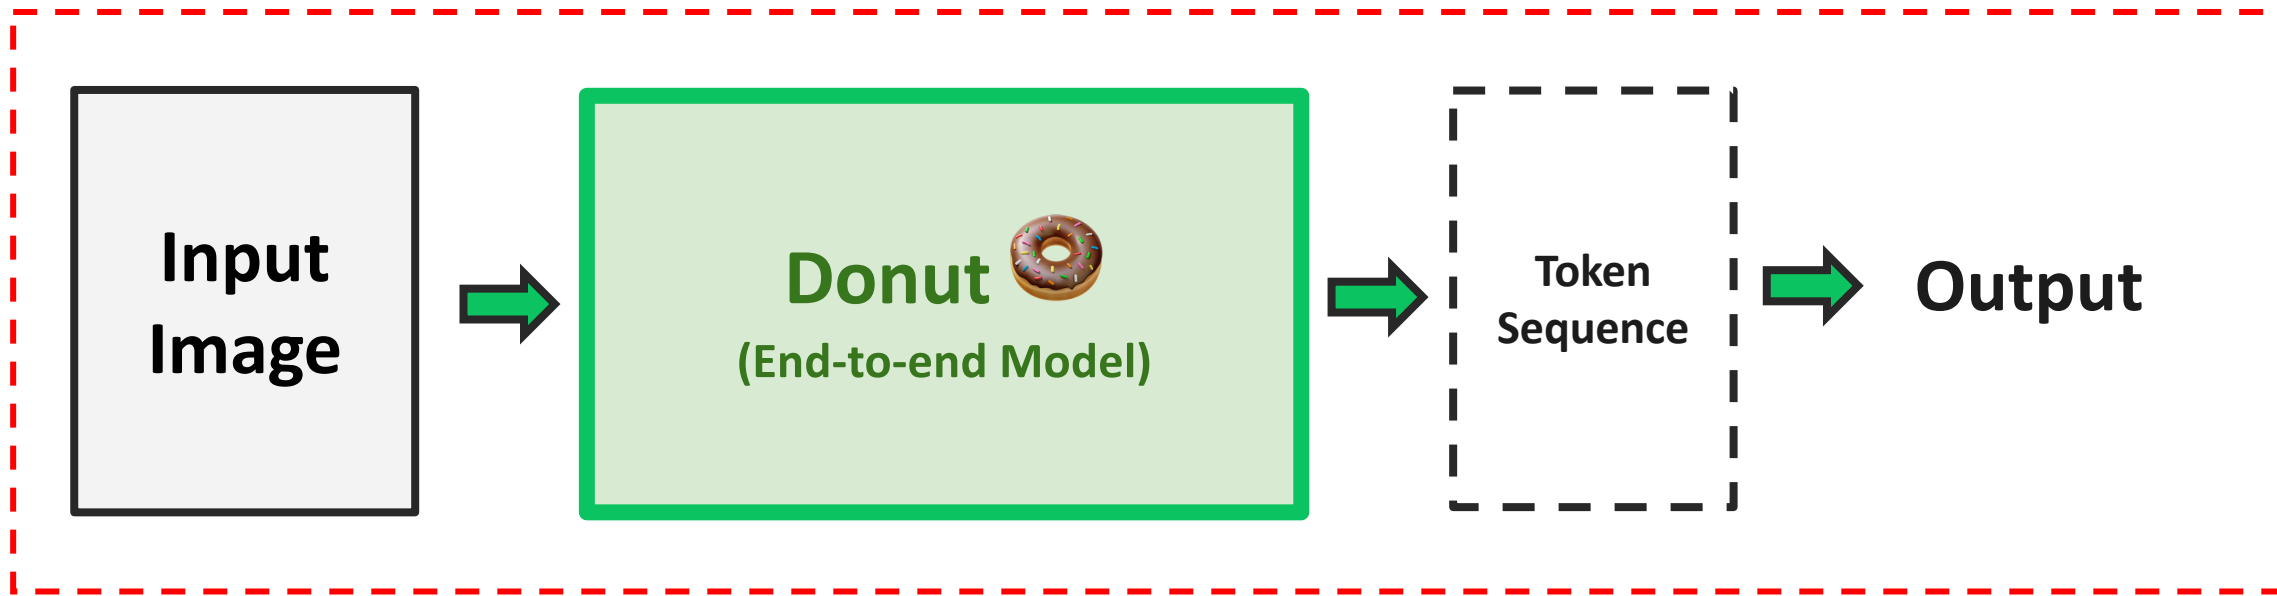 Input
Image
Donut
(End-to-end Model)
Token
Sequence
Output